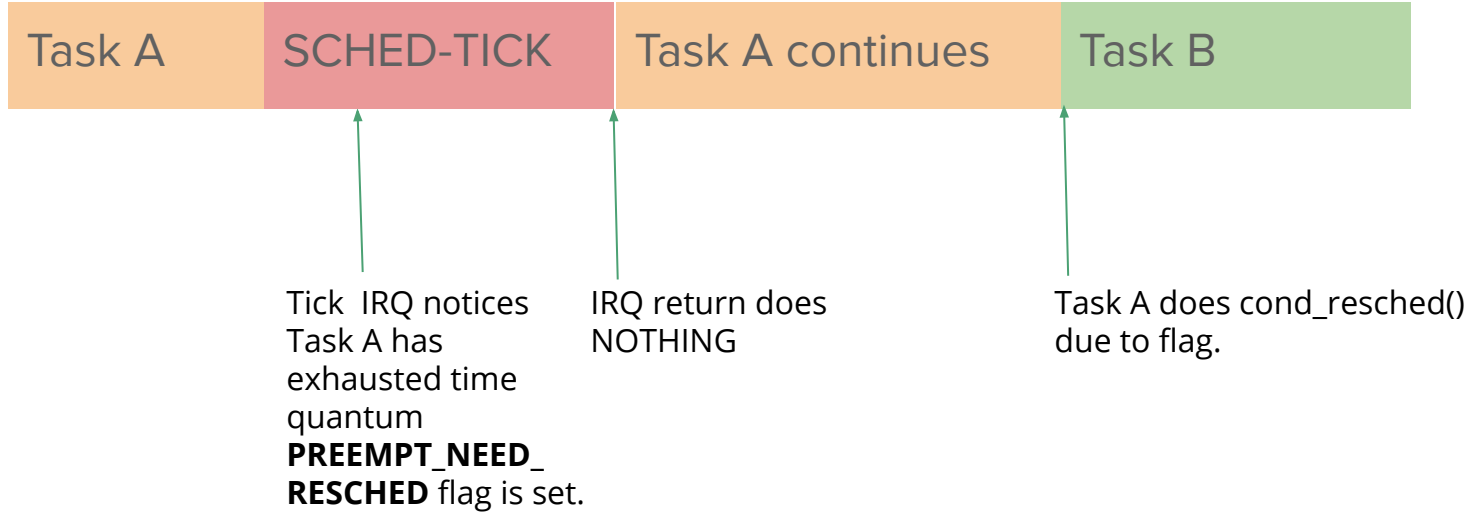 Task A
SCHED-TICK
Task A continues
Task B
Tick IRQ notices
Task A has
exhausted time
quantum
PREEMPT_NEED_
RESCHED flag is set.
IRQ return does
NOTHING
Task A does cond_resched()
due to flag.